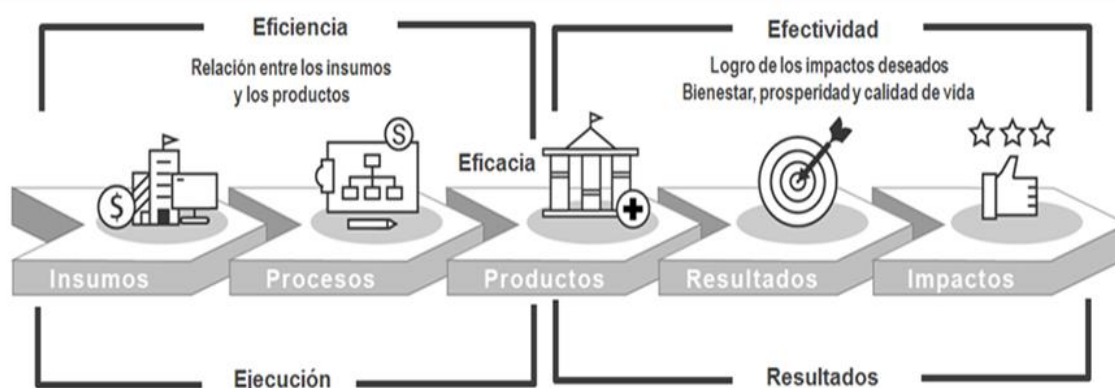 Eficiencia
Relación entre los insumos
y los productos
Efectividad
Logro de los impactos deseados
Bienestar, prosperidad y calidad de vida
Eficacia
$
S
Insumos
Procesos
Productos
Resultados
Impactos
Ejecución
Resultados